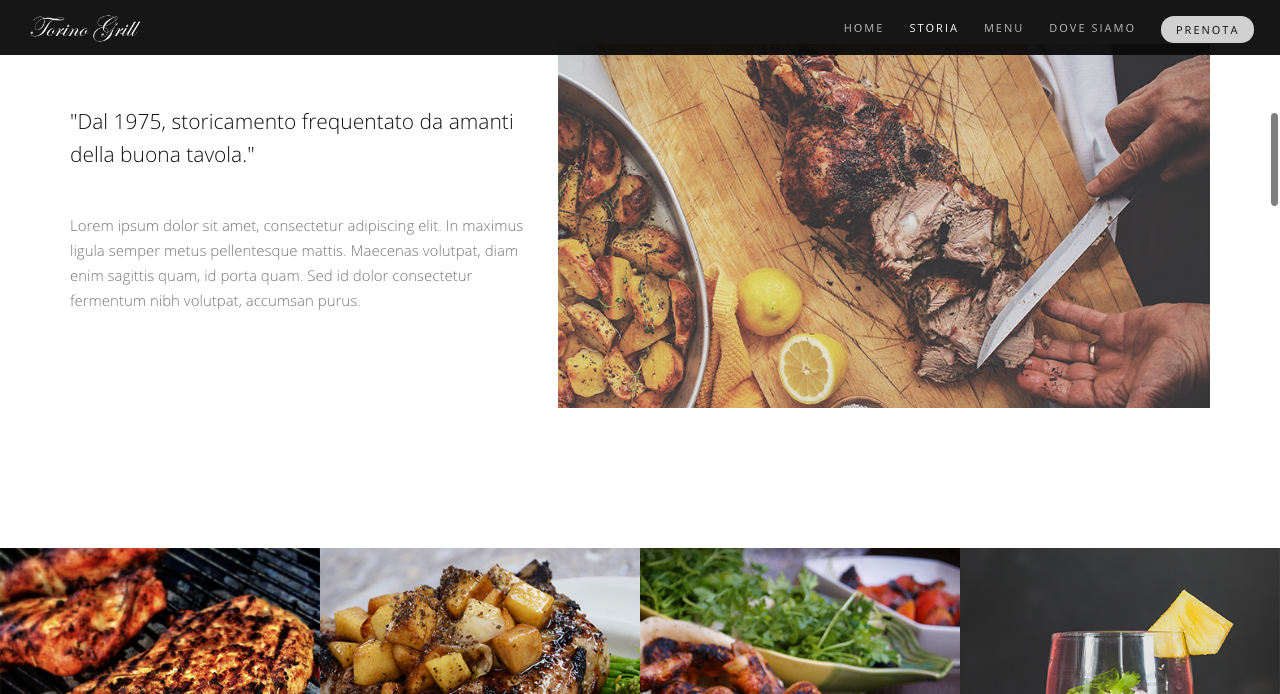 Torino Grill
HOME STORIA MENU DOVE SIAMO PRENOTA
"Dal 1975, storicamento frequentato da amanti
della buona tavola."
Lorem ipsum dolor sit amet, consectetur adipiscing elit. In maximus
ligula semper metus pellentesque mattis. Maecenas volutpat, diam
enim sagittis quam, id porta quam. Sed id dolor consectetur
fermentum nibh volutpat, accumsan purus.